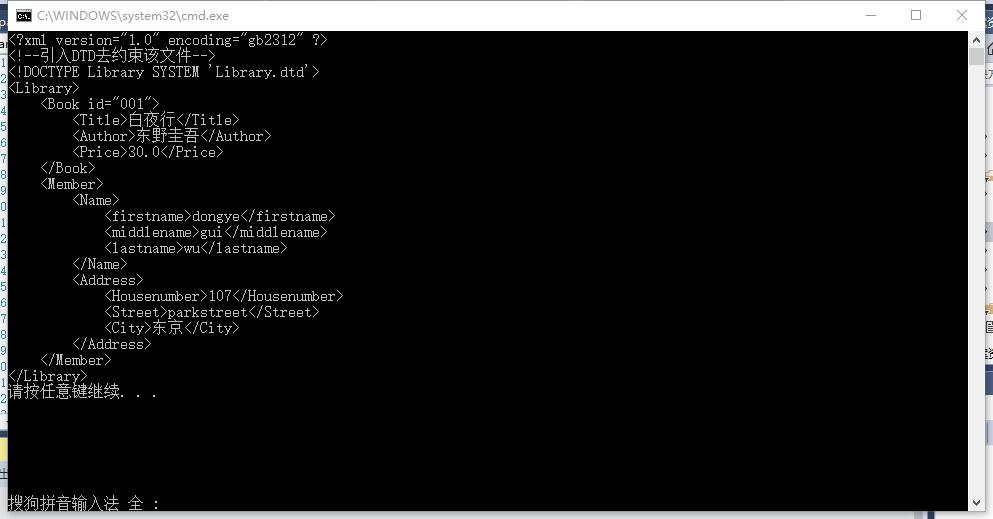 C:\WINDOWS\system32\cmd.exe
<?xml version="1.0" encoding="gb2312" ?>
<!--引入DTD去约束该文件-->
<!DOCTYPE Library SYSTEM 'Library.dtd'>
<Library>
    <Book id="001">
        <Title>白夜行</Title>
        <Author>东野圭吾</Author>
        <Price>30.0</Price>
    </Book>
    <Member>
        <Name>
            <firstname>dongye</firstname>
            <middlename>gui</middlename>
            <lastname>wu</lastname>
        </Name>
        <Address>
            <Housenumber>107</Housenumber>
            <Street>parkstreet</Street>
            <City>东京</City>
        </Address>
    </Member>
</Library>
请按任意键继续. . .
搜狗拼音输入法 全 :